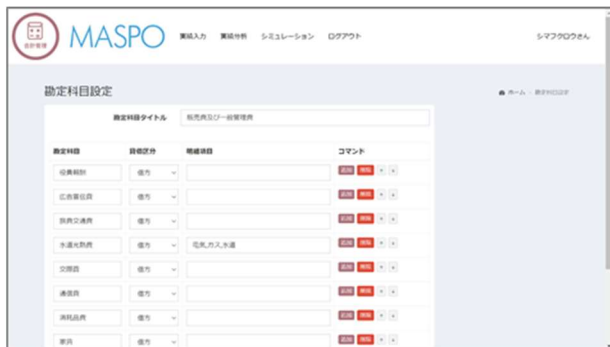 会計管理
MASPO 実績入力 実績分析 シミュレーション ログアウト シマフクロウさん
勘定科目設定
ホーム - 勘定科目設定
勘定科目タイトル 販売費及び一般管理費
勘定科目 貸借区分 明細項目 コマンド
役員報酬 借方 追加 削除
広告宣伝費 借方 追加 削除
旅費交通費 借方 追加 削除
水道光熱費 借方 電気,ガス,水道 追加 削除
交際費 借方 追加 削除
通信費 借方 追加 削除
消耗品費 借方 追加 削除
家賃 借方 追加 削除